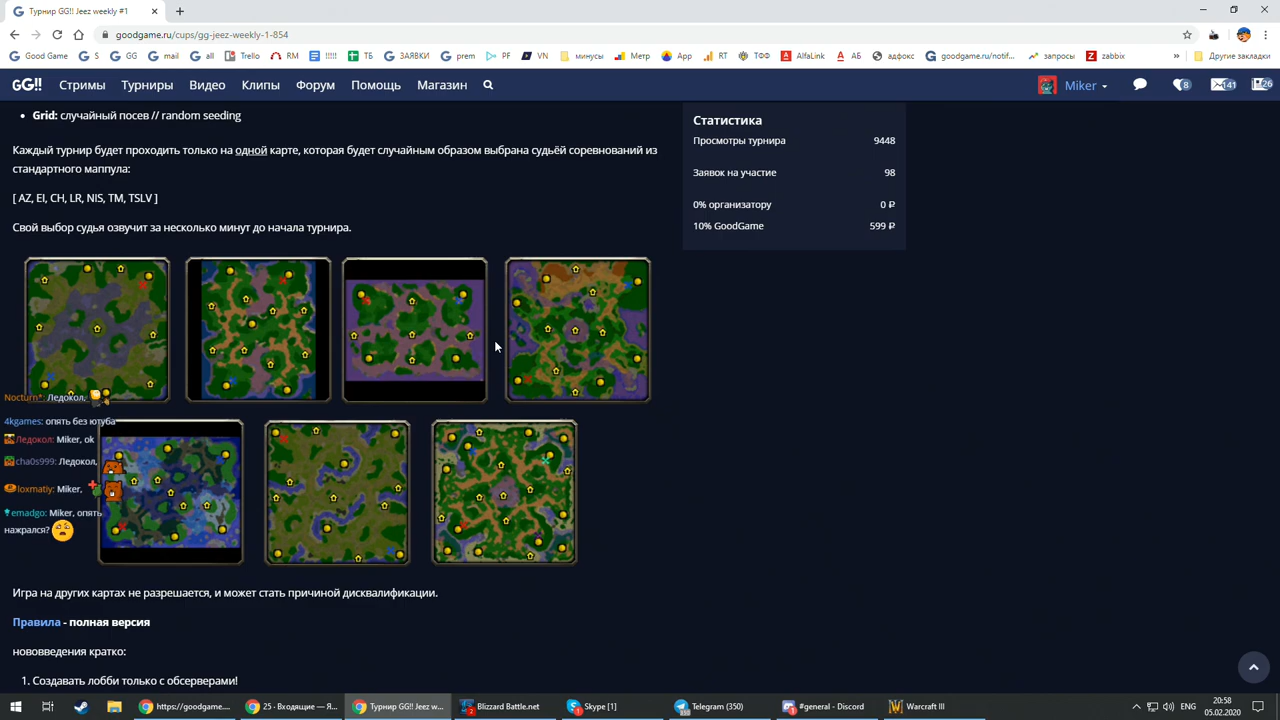 Турнир GG!! Jeez weekly #1
goodgame.ru/cups/gg-jeez-weekly-1-854
Good Game S GG mail all Trello RM !!!!! ТБ ЗАЯВКИ prem PF VN минусы Метр App RT ТОФ AlfaLink АБ адфокс goodgame.ru/notif... запросы zabbix » Другие закладки
GG!! Стримы Турниры Видео Клипы Форум Помощь Магазин Miker 8 141 26
Grid: случайный посев // random seeding
Каждый турнир будет проходить только на одной карте, которая будет случайным образом выбрана судьёй соревнований из
стандартного маппула:
[ AZ, EI, CH, LR, NIS, TM, TSLV ]
Свой выбор судья озвучит за несколько минут до начала турнира.
Статистика
Просмотры турнира 9448
Заявок на участие 98
0% организатору 0 ₽
10% GoodGame 599 ₽
Nocturn*: Ледокол,
4kgames: опять без ютуба
Ледокол: Miker, ok
cha0s999: Ледокол,
loxmatiy: Miker,
emadgo: Miker, опять
нажрался?
Игра на других картах не разрешается, и может стать причиной дисквалификации.
Правила - полная версия
нововведения кратко:
1. Создавать лобби только с обсерверами!
https://goodgame.... 25 - Входящие — Я... Турнир GG!! Jeez w... Blizzard Battle.net Skype [1] Telegram (350) #general - Discord Warcraft III ENG 20:58
05.02.2020